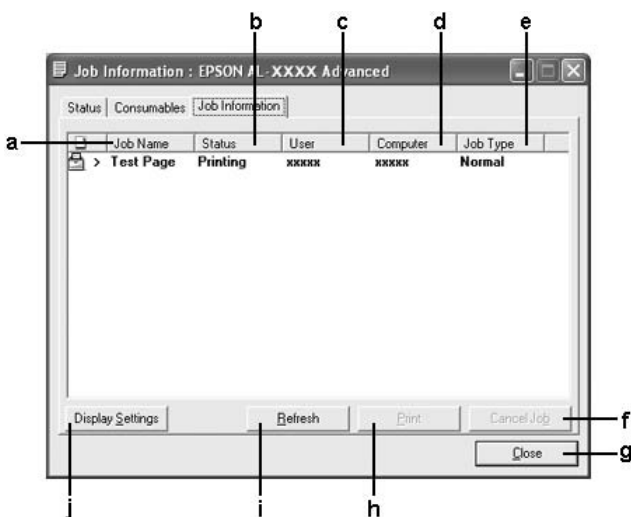 b c d e
Job Information : EPSON AL-XXXX Advanced
Status Consumables Job Information
a Job Name Status User Computer Job Type
> Test Page Printing xxxxx xxxxx Normal
Display Settings Refresh Print Cancel Job f
Close g
j i h